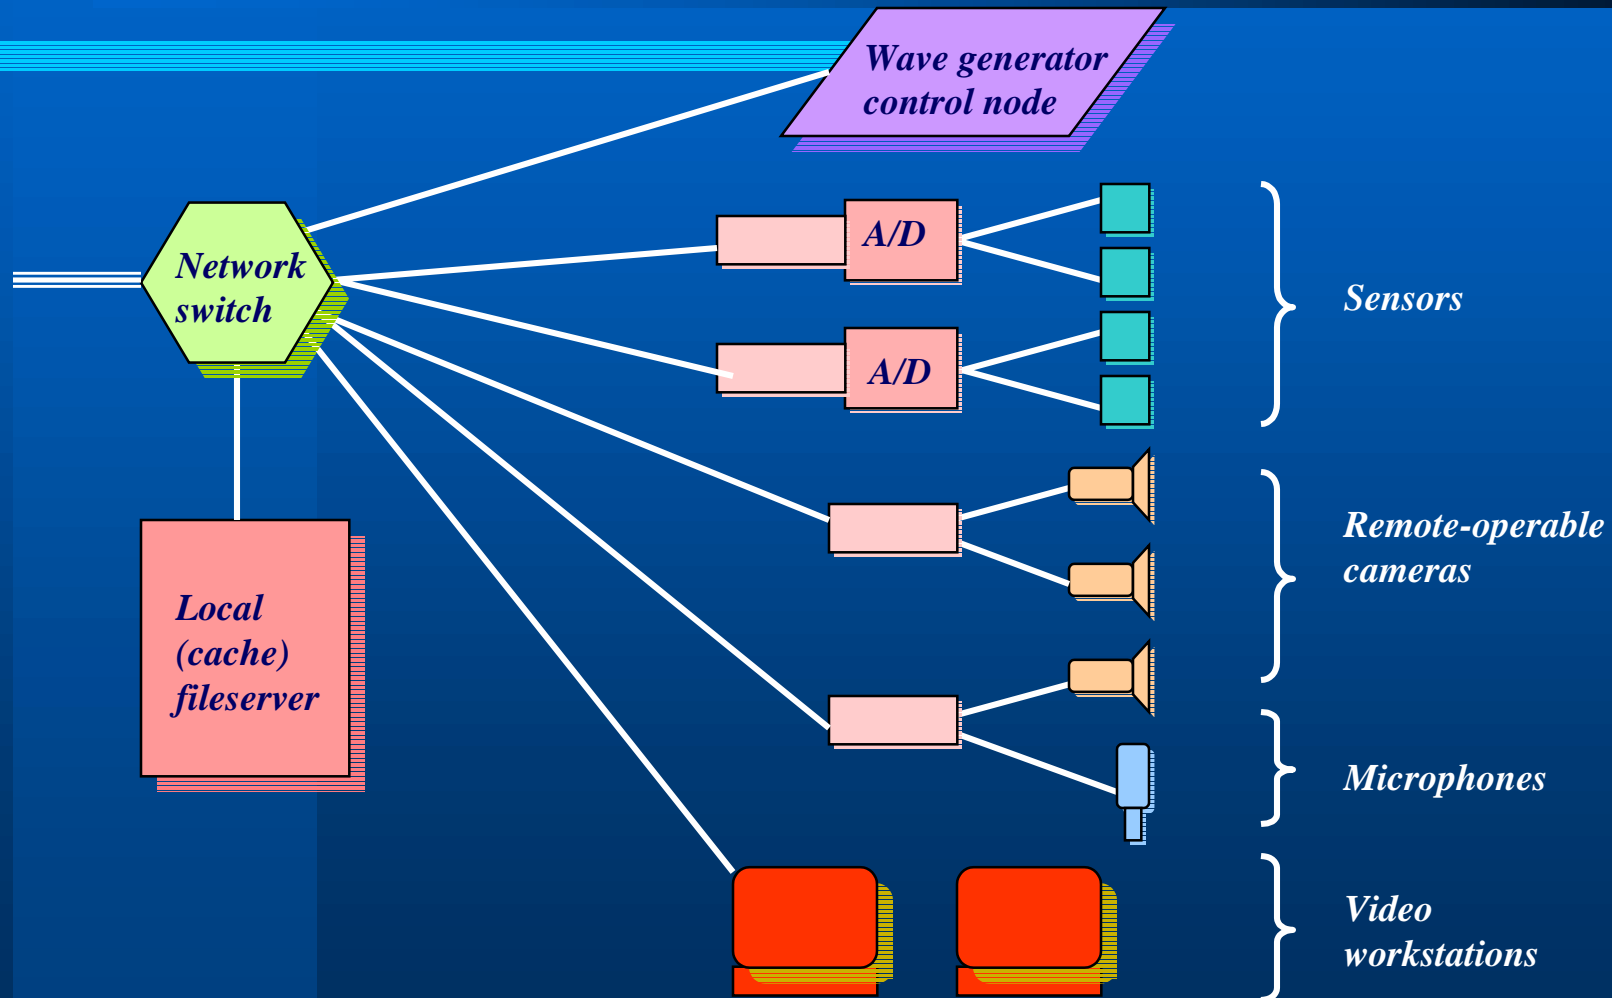 Wave generator
control node
Network
switch
A/D
A/D
Sensors
Remote-operable
cameras
Local
(cache)
fileserver
Microphones
Video
workstations